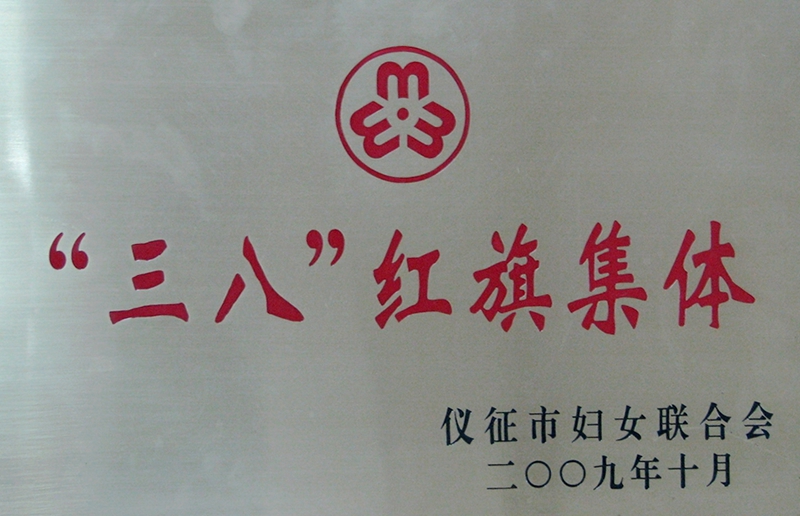 “三八”红旗集体
仪征市妇女联合会
二〇〇九年十月